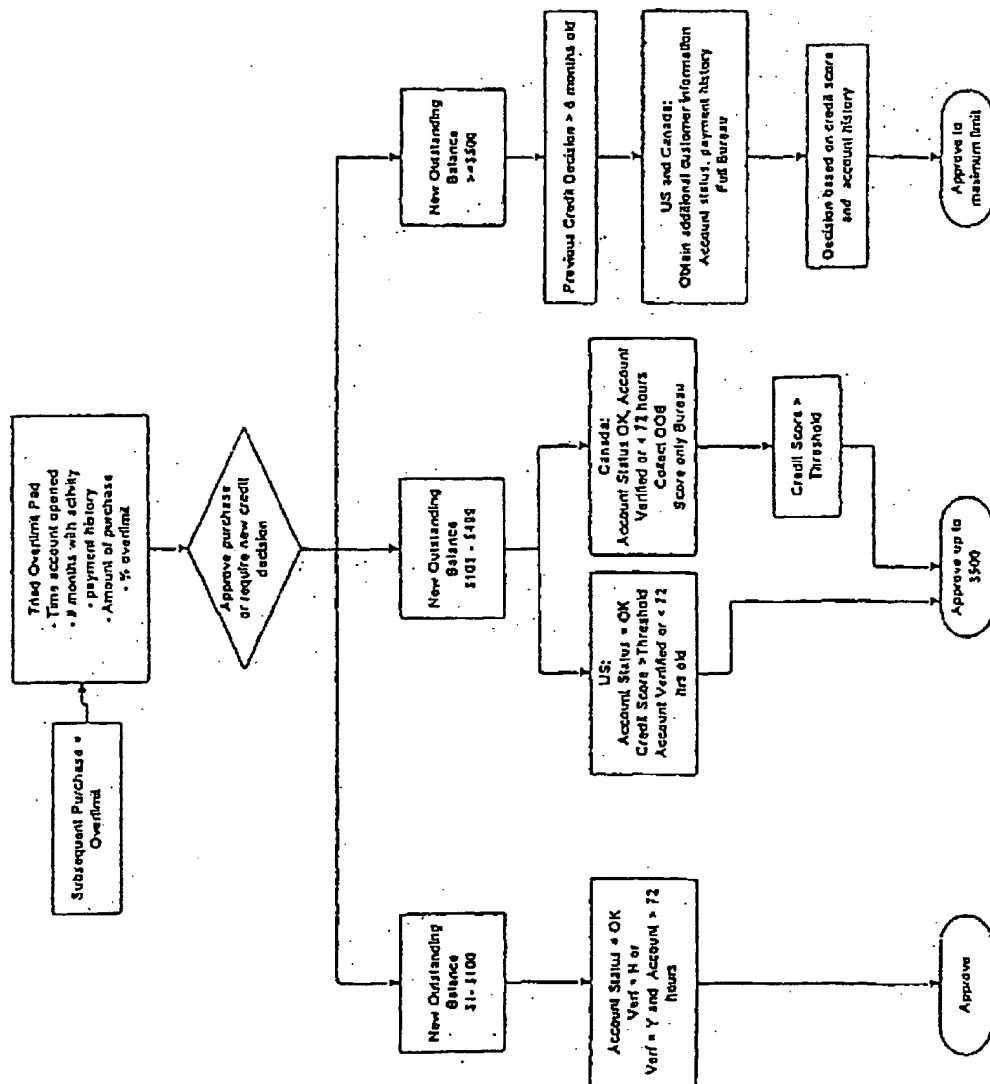 Subsequent Purchase =
Overlimit
Triad Overlimit Pad
• Time account opened
• # months with activity
• payment history
• Amount of purchase
• % overlimit
Approve purchase
or require new credit
decision
New Outstanding
Balance
$1 - $100
Account Status = OK
Verf = N or
Verf = Y and Account > 72
hours
Approve
New Outstanding
Balance
$101 - $499
US:
Account Status = OK
Credit Score > Threshold
Account Verified or < 72
hrs old
Canada:
Account Status OK, Account
Verified or < 72 hours
Collect DOB
Score only Bureau
Credit Score >
Threshold
Approve up to
$500
New Outstanding
Balance
>=$500
Previous Credit Decision > 6 months old
US and Canada:
Obtain additional customer information
Account status, payment history
Full Bureau
Decision based on credit score
and account history
Approve to
maximum limit